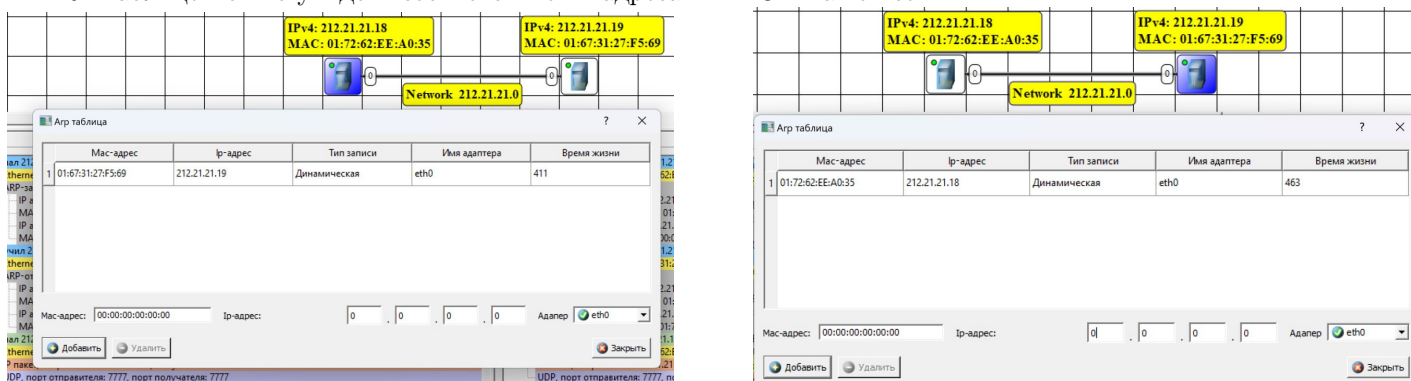 IPv4: 212.21.21.18
MAC: 01:72:62:EE:A0:35
IPv4: 212.21.21.19
MAC: 01:67:31:27:F5:69
0
0
Network 212.21.21.0
Arp таблица
? ×
Mac-адрес Ip-адрес Тип записи Имя адаптера Время жизни
1 01:67:31:27:F5:69 212.21.21.19 Динамическая eth0 411
Mac-адрес: 00:00:00:00:00:00 Ip-адрес: 0 . 0 . 0 . 0 Адапер eth0
Добавить Удалить Закрыть
UDP, порт отправителя: 7777, порт получателя: 7777
UDP, порт отправителя: 7777,
IPv4: 212.21.21.18
MAC: 01:72:62:EE:A0:35
IPv4: 212.21.21.19
MAC: 01:67:31:27:F5:69
0
0
Network 212.21.21.0
Arp таблица
? ×
Mac-адрес Ip-адрес Тип записи Имя адаптера Время жизни
1 01:72:62:EE:A0:35 212.21.21.18 Динамическая eth0 463
Mac-адрес: 00:00:00:00:00:00 Ip-адрес: 0 . 0 . 0 . 0 Адапер eth0
Добавить Удалить Закрыть